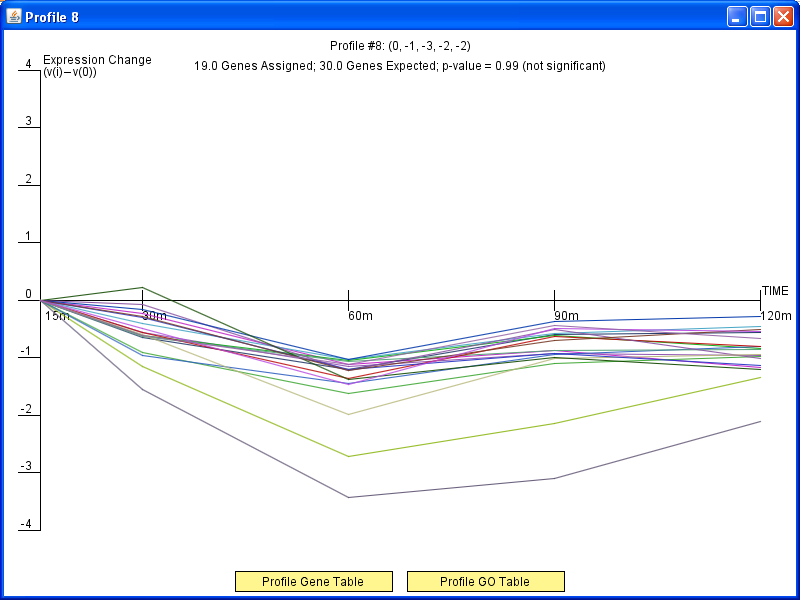 Profile 8
Profile #8: (0, -1, -3, -2, -2)
Expression Change
(v(i)−v(0))
19.0 Genes Assigned; 30.0 Genes Expected; p-value = 0.99 (not significant)
4
3
2
1
0
-1
-2
-3
-4
TIME
15m
30m
60m
90m
120m
Profile Gene Table
Profile GO Table